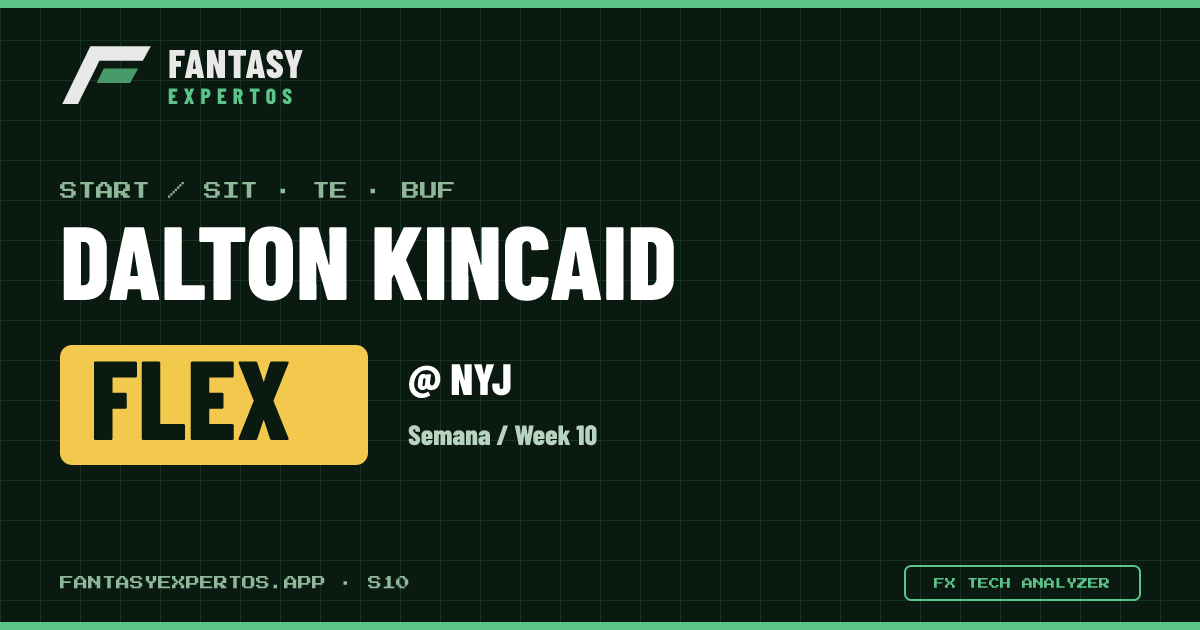 FANTASY
EXPERTOS
START / SIT · TE · BUF
DALTON KINCAID
FLEX
@ NYJ
Semana / Week 10
FANTASYEXPERTOS.APP · S10
FX TECH ANALYZER